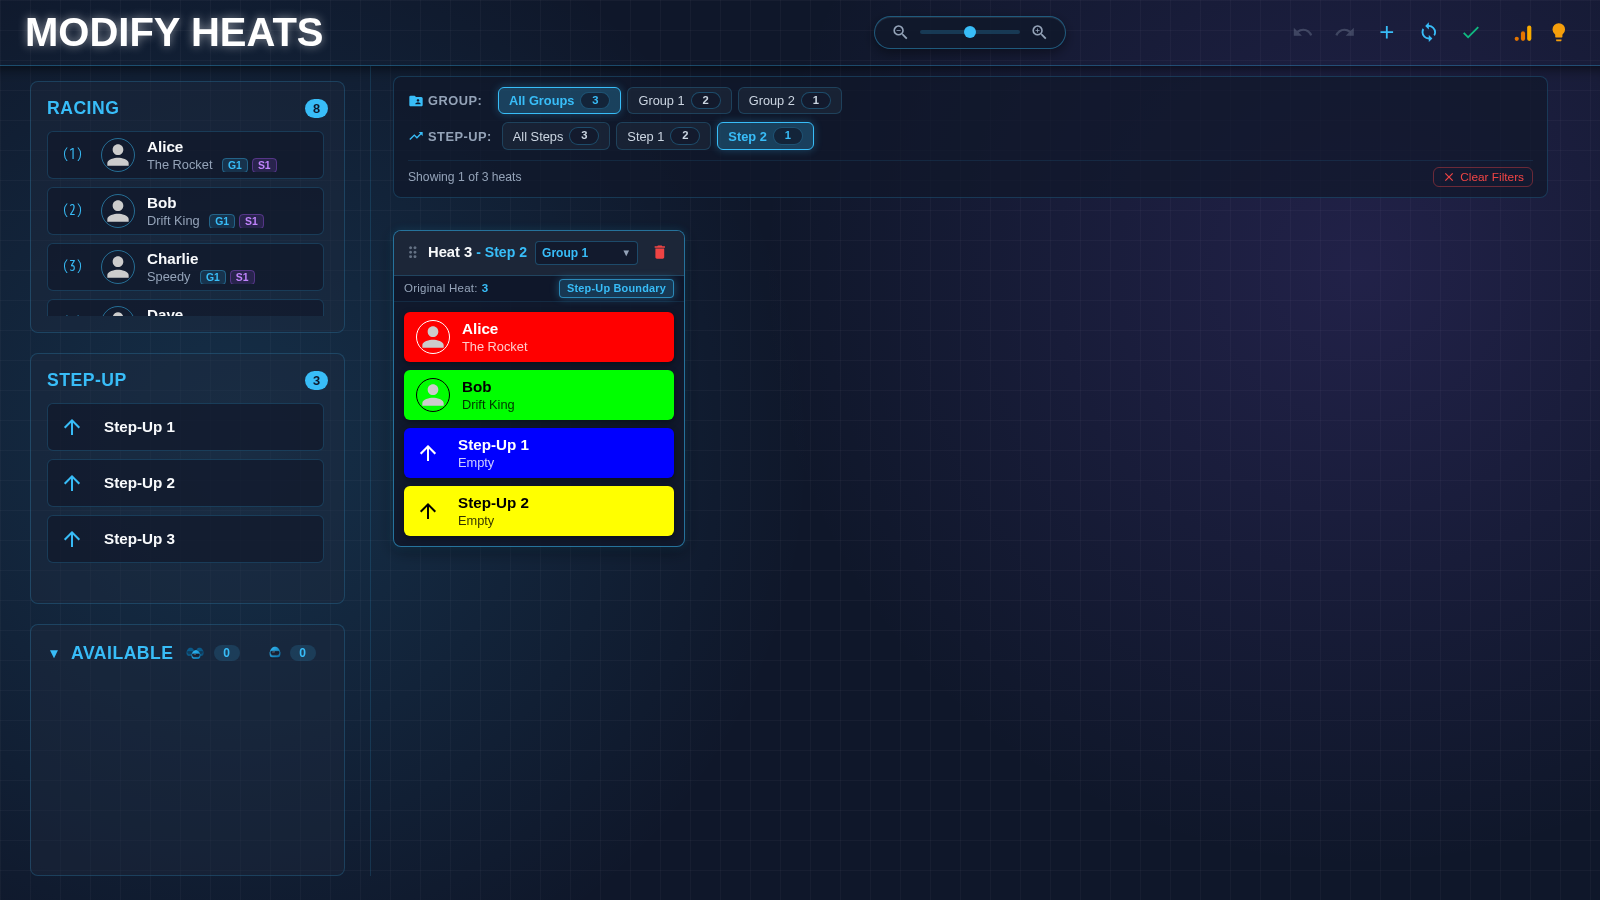 MODIFY HEATS
RACING 8
(1) Alice
The Rocket G1 S1
(2) Bob
Drift King G1 S1
(3) Charlie
Speedy G1 S1
Dave
STEP-UP 3
Step-Up 1
Step-Up 2
Step-Up 3
▼ AVAILABLE 0 0
GROUP: All Groups 3 Group 1 2 Group 2 1
STEP-UP: All Steps 3 Step 1 2 Step 2 1
Showing 1 of 3 heats Clear Filters
Heat 3 - Step 2 Group 1 ▼
Original Heat: 3 Step-Up Boundary
Alice
The Rocket
Bob
Drift King
Step-Up 1
Empty
Step-Up 2
Empty